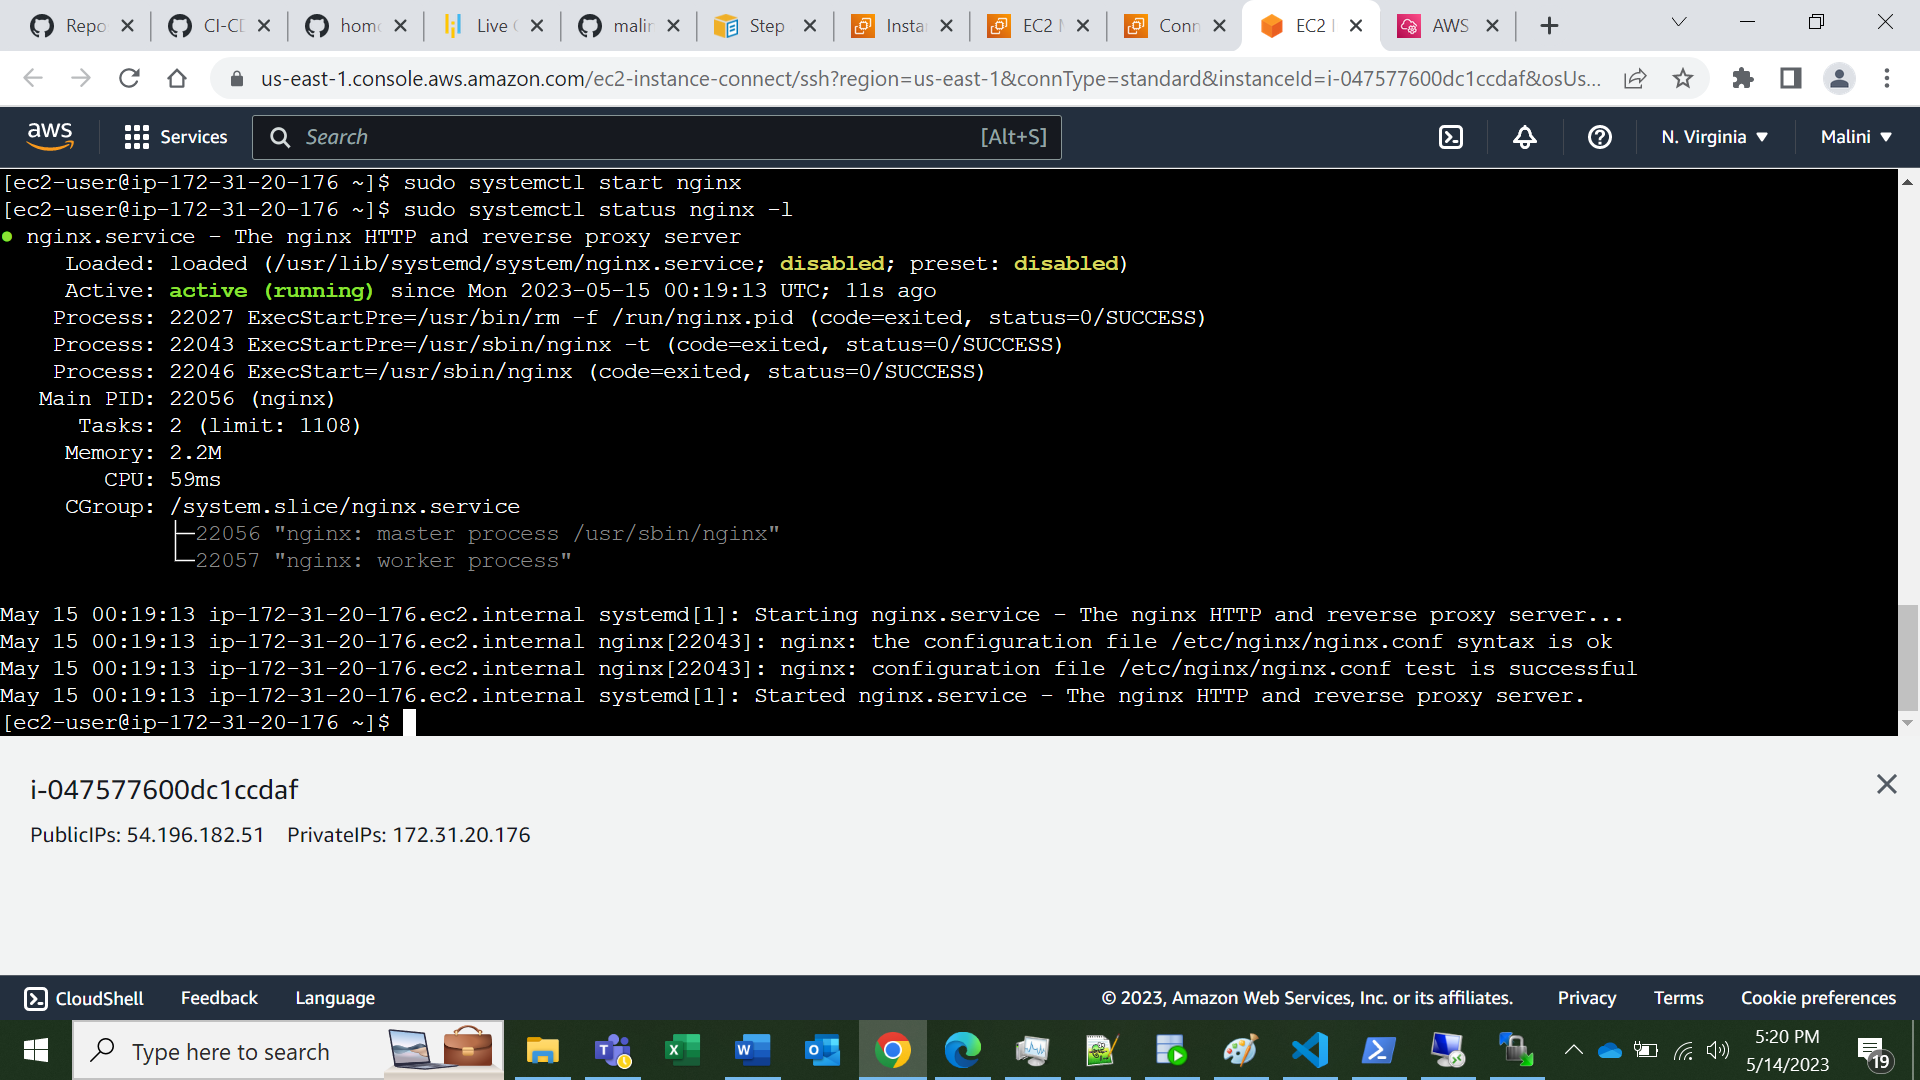 Repo
CI-CD
home
Live
malin
Step
Instan
EC2
Conn
EC2
AWS
us-east-1.console.aws.amazon.com/ec2-instance-connect/ssh?region=us-east-1&connType=standard&instanceId=i-047577600dc1ccdaf&osUs...
aws
Services
Search
[Alt+S]
N. Virginia
Malini
[ec2-user@ip-172-31-20-176 ~]$ sudo systemctl start nginx
[ec2-user@ip-172-31-20-176 ~]$ sudo systemctl status nginx -l
● nginx.service - The nginx HTTP and reverse proxy server
Loaded: loaded (/usr/lib/systemd/system/nginx.service; disabled; preset: disabled)
Active: active (running) since Mon 2023-05-15 00:19:13 UTC; 11s ago
Process: 22027 ExecStartPre=/usr/bin/rm -f /run/nginx.pid (code=exited, status=0/SUCCESS)
Process: 22043 ExecStartPre=/usr/sbin/nginx -t (code=exited, status=0/SUCCESS)
Process: 22046 ExecStart=/usr/sbin/nginx (code=exited, status=0/SUCCESS)
Main PID: 22056 (nginx)
Tasks: 2 (limit: 1108)
Memory: 2.2M
CPU: 59ms
CGroup: /system.slice/nginx.service
├─22056 "nginx: master process /usr/sbin/nginx"
└─22057 "nginx: worker process"
May 15 00:19:13 ip-172-31-20-176.ec2.internal systemd[1]: Starting nginx.service - The nginx HTTP and reverse proxy server...
May 15 00:19:13 ip-172-31-20-176.ec2.internal nginx[22043]: nginx: the configuration file /etc/nginx/nginx.conf syntax is ok
May 15 00:19:13 ip-172-31-20-176.ec2.internal nginx[22043]: nginx: configuration file /etc/nginx/nginx.conf test is successful
May 15 00:19:13 ip-172-31-20-176.ec2.internal systemd[1]: Started nginx.service - The nginx HTTP and reverse proxy server.
[ec2-user@ip-172-31-20-176 ~]$
i-047577600dc1ccdaf
PublicIPs: 54.196.182.51 PrivateIPs: 172.31.20.176
CloudShell
Feedback
Language
© 2023, Amazon Web Services, Inc. or its affiliates.
Privacy
Terms
Cookie preferences
Type here to search
5:20 PM
5/14/2023
19